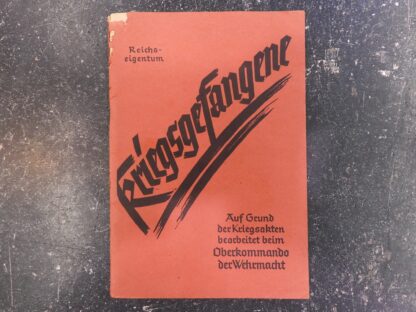 Reichs-
eigentum
Kriegsgefangene
Auf Grund
der Kriegsakten
bearbeitet beim
Oberkommando
der Wehrmacht